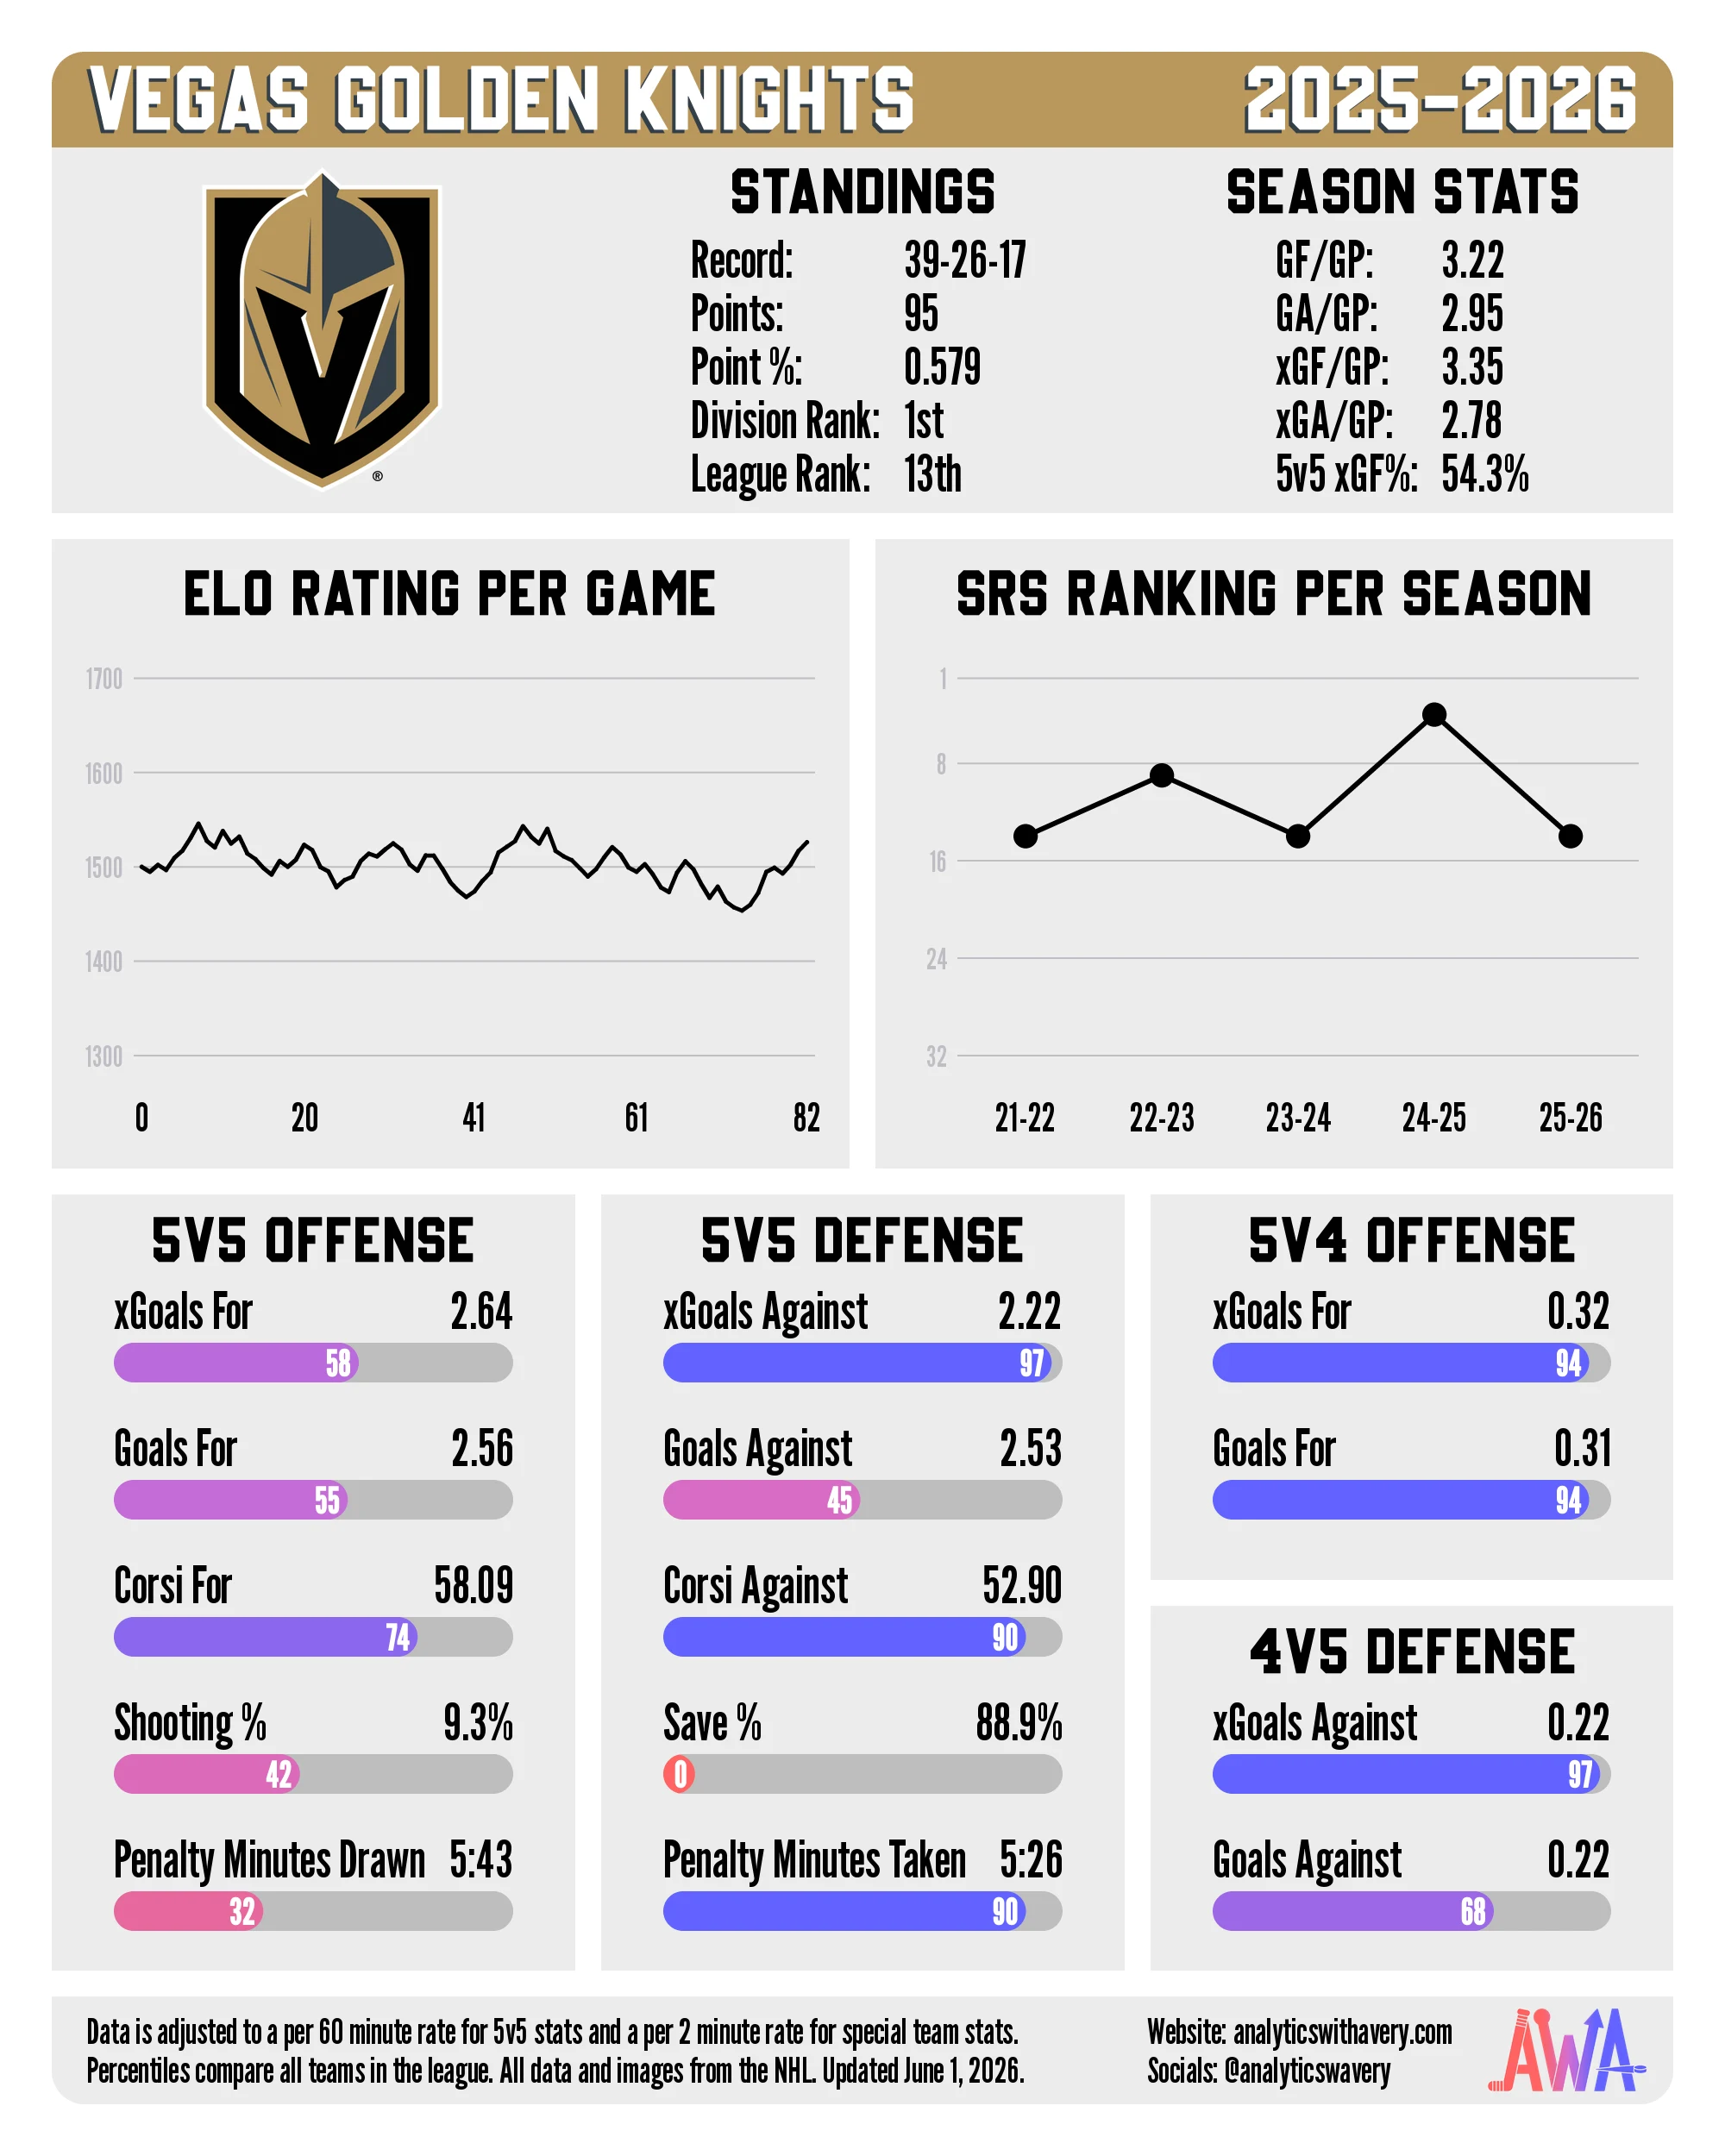 VEGAS GOLDEN KNIGHTS 2025-2026
STANDINGS
Record: 39-26-17
Points: 95
Point %: 0.579
Division Rank: 1st
League Rank: 13th
SEASON STATS
GF/GP: 3.22
GA/GP: 2.95
xGF/GP: 3.35
xGA/GP: 2.78
5v5 xGF%: 54.3%
®
ELO RATING PER GAME
1700
1600
1500
1400
1300
0 20 41 61 82
SRS RANKING PER SEASON
1
8
16
24
32
21-22 22-23 23-24 24-25 25-26
5V5 OFFENSE
xGoals For 2.64
58
Goals For 2.56
55
Corsi For 58.09
74
Shooting % 9.3%
42
Penalty Minutes Drawn 5:43
32
5V5 DEFENSE
xGoals Against 2.22
97
Goals Against 2.53
45
Corsi Against 52.90
90
Save % 88.9%
0
Penalty Minutes Taken 5:26
90
5V4 OFFENSE
xGoals For 0.32
94
Goals For 0.31
94
4V5 DEFENSE
xGoals Against 0.22
97
Goals Against 0.22
68
Data is adjusted to a per 60 minute rate for 5v5 stats and a per 2 minute rate for special team stats.
Percentiles compare all teams in the league. All data and images from the NHL. Updated June 1, 2026.
Website: analyticswithavery.com
Socials: @analyticswavery
AWA